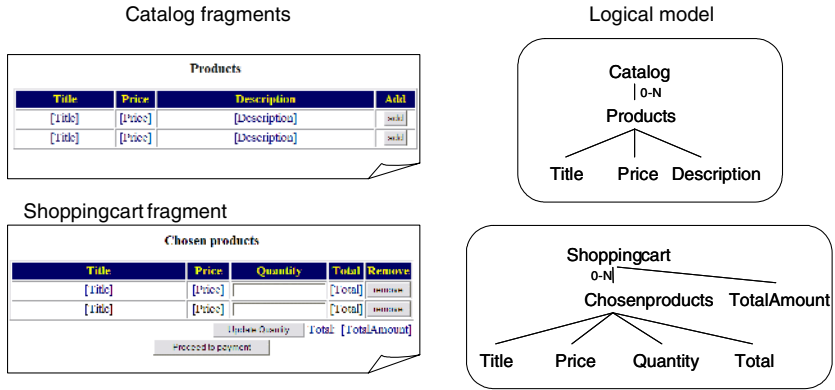 Catalog fragments
Logical model
Products
Title Price Description Add
[Title] [Price] [Description] add
[Title] [Price] [Description] add
Catalog
0-N
Products
Title Price Description
Shoppingcart fragment
Chosen products
Title Price Quantity Total Remove
[Title] [Price] [Total] remove
[Title] [Price] [Total] remove
Update Quantity Total: [TotalAmount]
Proceed to payment
Shoppingcart
0-N
Chosenproducts TotalAmount
Title Price Quantity Total